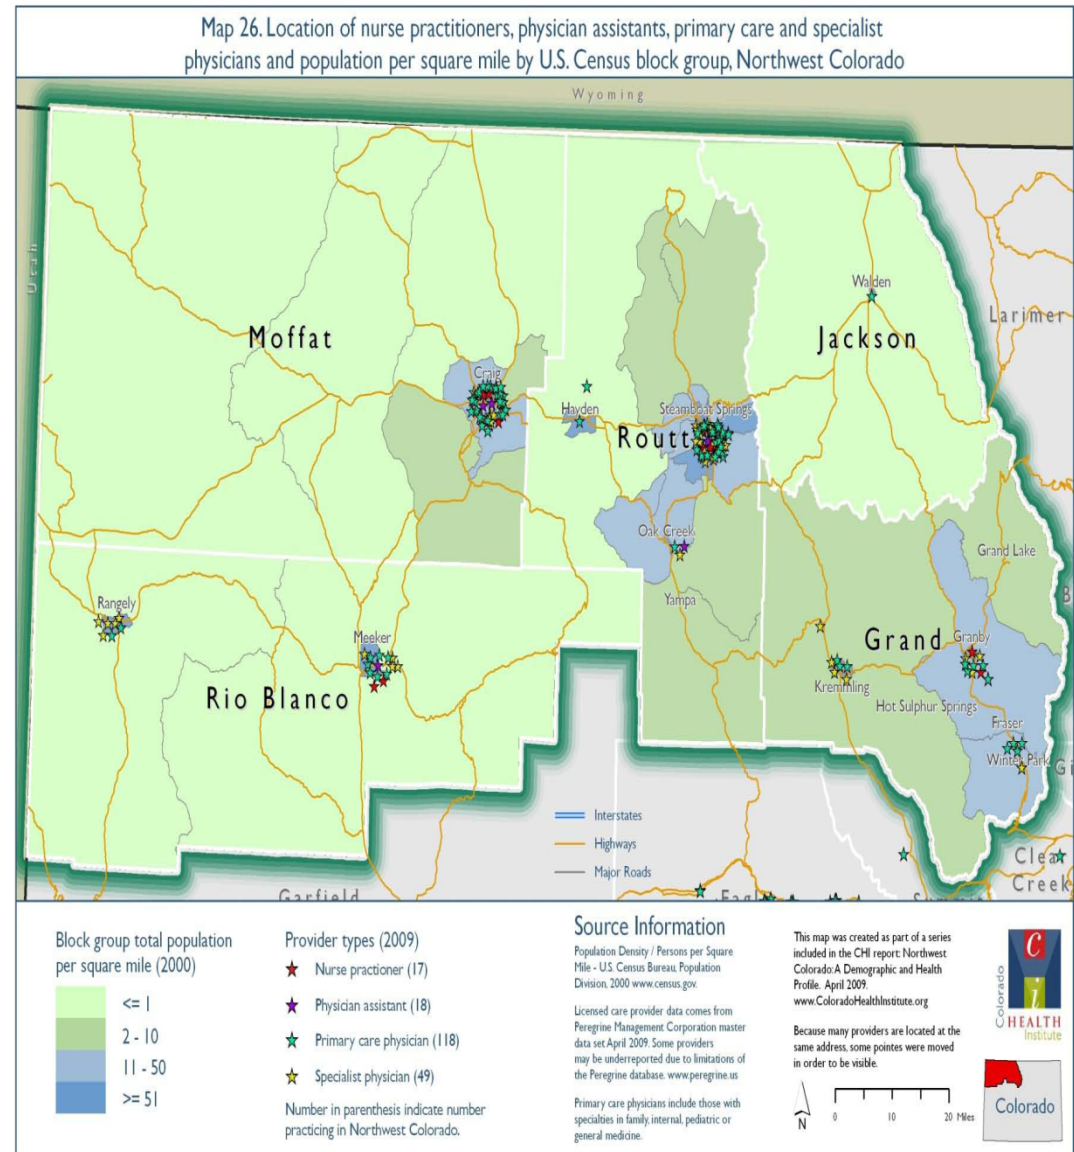 Map 26. Location of nurse practitioners, physician assistants, primary care and specialist
physicians and population per square mile by U.S. Census block group, Northwest Colorado
Wyoming
Utah
Walden
Larimer
Moffat
Jackson
Craig
Hayden
Steamboat Springs
Routt
Oak Creek
Grand Lake
Rangely
Yampa
Meeker
Grand
Granby
Rio Blanco
Kremmling
Hot Sulphur Springs
Fraser
Winter Park
Gi
Interstates
Highways
Major Roads
Clear
Creek
Garfield
Block group total population
per square mile (2000)
<= 1
2 - 10
11 - 50
>= 51
Provider types (2009)
Nurse practioner (17)
Physician assistant (18)
Primary care physician (118)
Specialist physician (49)
Number in parenthesis indicate number
practicing in Northwest Colorado.
Source Information
Population Density / Persons per Square
Mile - U.S. Census Bureau, Population
Division, 2000 www.census.gov.
Licensed care provider data comes from
Peregrine Management Corporation master
data set April 2009. Some providers
may be underreported due to limitations of
the Peregrine database. www.peregrine.us
Primary care physicians include those with
specialties in family, internal, pediatric or
general medicine.
This map was created as part of a series
included in the CHI report: Northwest
Colorado: A Demographic and Health
Profile. April 2009.
www.ColoradoHealthInstitute.org
Because many providers are located at the
same address, some pointes were moved
in order to be visible.
N
0 10 20 Miles
C
i
Colorado
HEALTH
Institute
Colorado